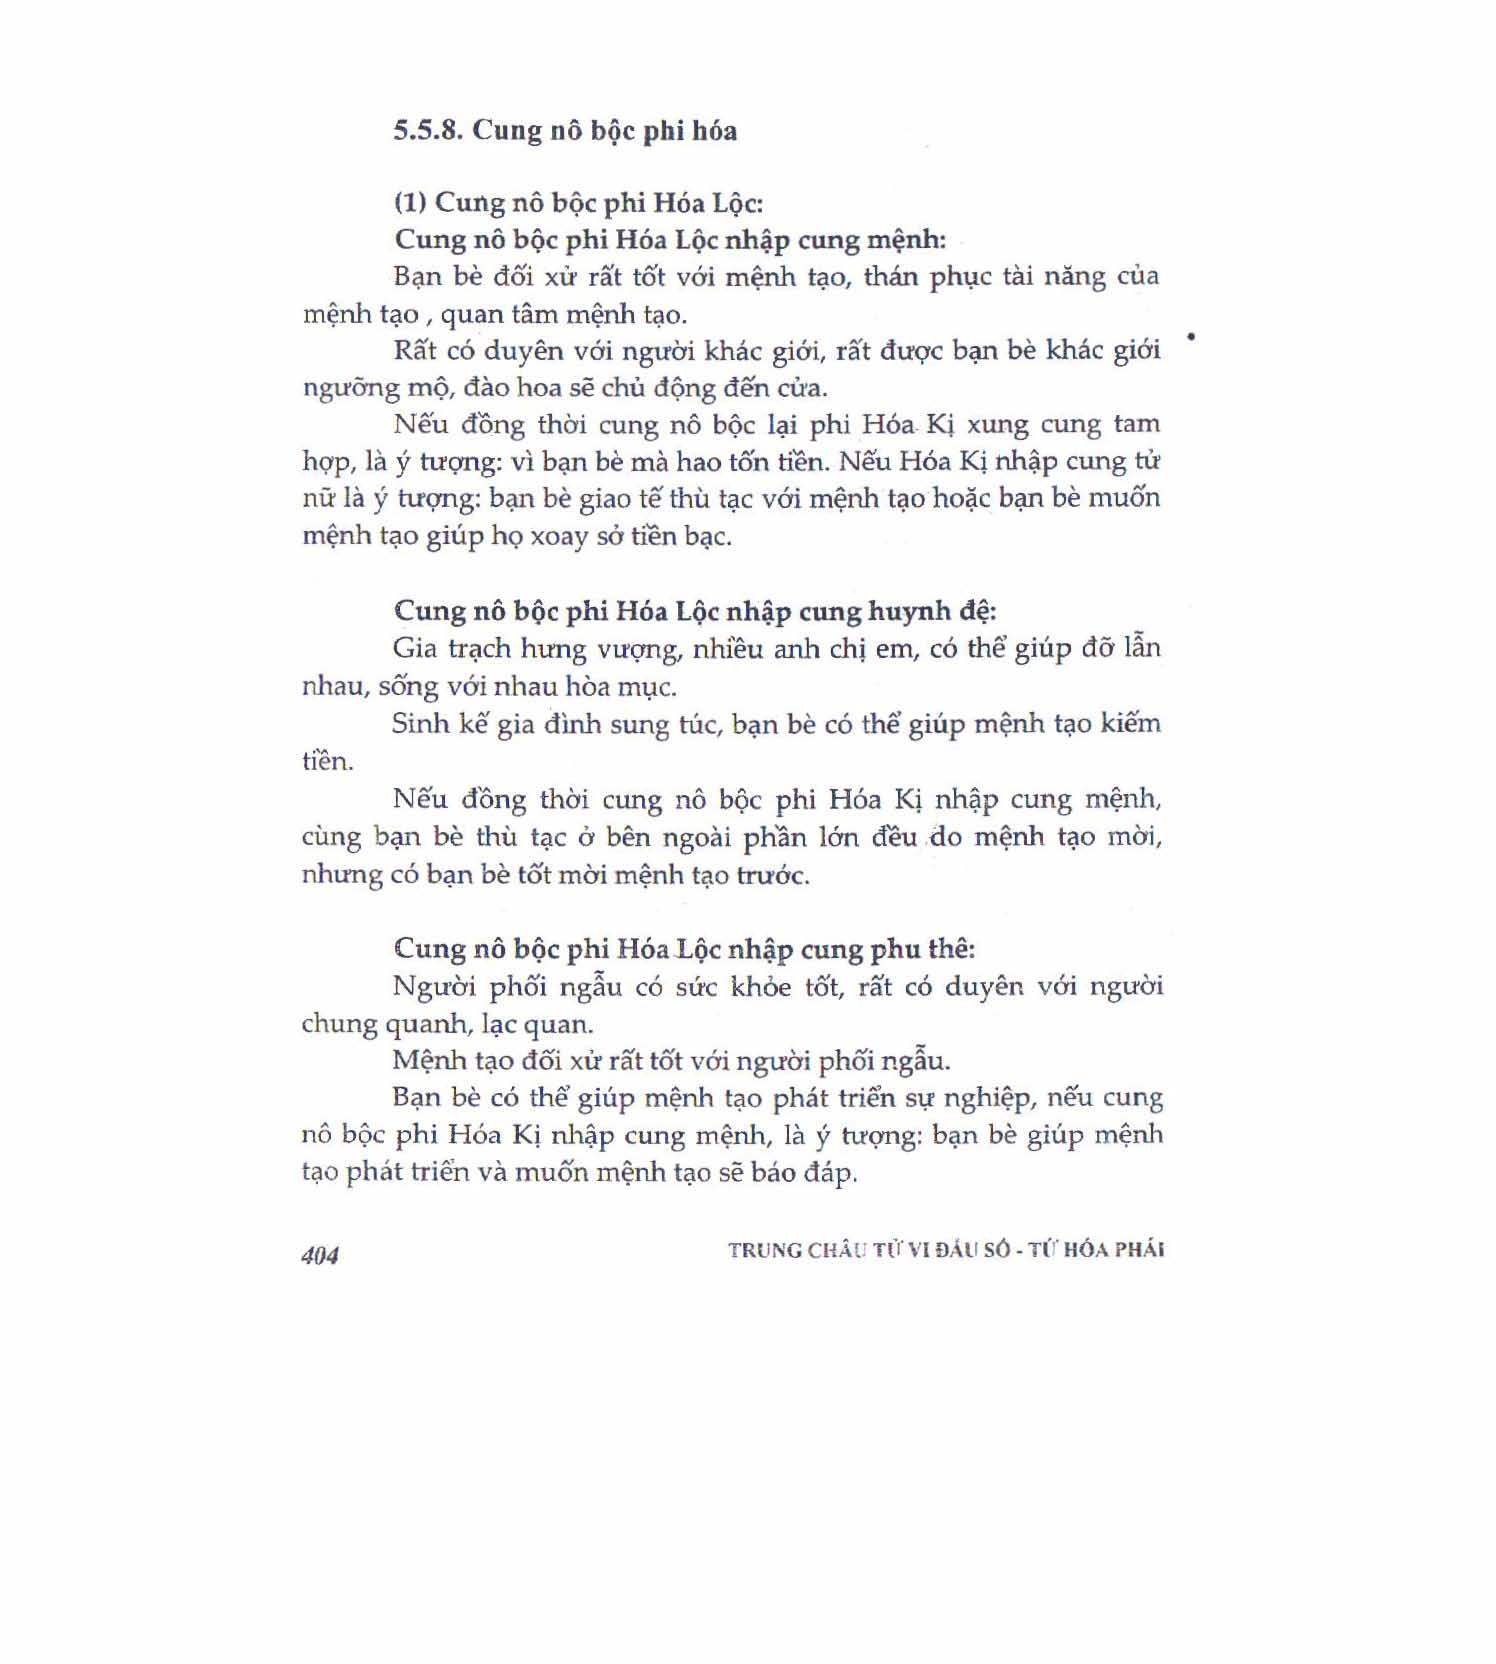 5.5.8. Cung nô bộc phi hóa
(1) Cung nô bộc phi Hóa Lộc:
Cung nô bộc phi Hóa Lộc nhập cung mệnh:
Bạn bè đối xử rất tốt với mệnh tạo, thán phục tài năng của
mệnh tạo , quan tâm mệnh tạo.
Rất có duyên với người khác giới, rất được bạn bè khác giới
ngưỡng mộ, đào hoa sẽ chủ động đến cửa.
Nếu đồng thời cung nô bộc lại phi Hóa Kị xung cung tam
hợp, là ý tượng: vì bạn bè mà hao tốn tiền. Nếu Hóa Kị nhập cung tử
nữ là ý tượng: bạn bè giao tế thù tạc với mệnh tạo hoặc bạn bè muốn
mệnh tạo giúp họ xoay sở tiền bạc.
Cung nô bộc phi Hóa Lộc nhập cung huynh đệ:
Gia trạch hưng vượng, nhiều anh chị em, có thể giúp đỡ lẫn
nhau, sống với nhau hòa mục.
Sinh kế gia đình sung túc, bạn bè có thể giúp mệnh tạo kiếm
tiền.
Nếu đồng thời cung nô bộc phi Hóa Kị nhập cung mệnh,
cùng bạn bè thù tạc ở bên ngoài phần lớn đều do mệnh tạo mời,
nhưng có bạn bè tốt mời mệnh tạo trước.
Cung nô bộc phi Hóa Lộc nhập cung phu thê:
Người phối ngẫu có sức khỏe tốt, rất có duyên với người
chung quanh, lạc quan.
Mệnh tạo đối xử rất tốt với người phối ngẫu.
Bạn bè có thể giúp mệnh tạo phát triển sự nghiệp, nếu cung
nô bộc phi Hóa Kị nhập cung mệnh, là ý tượng: bạn bè giúp mệnh
tạo phát triển và muốn mệnh tạo sẽ báo đáp.
404 TRUNG CHÂU TỬ VI ĐẨU SỐ - TỨ HÓA PHÁI